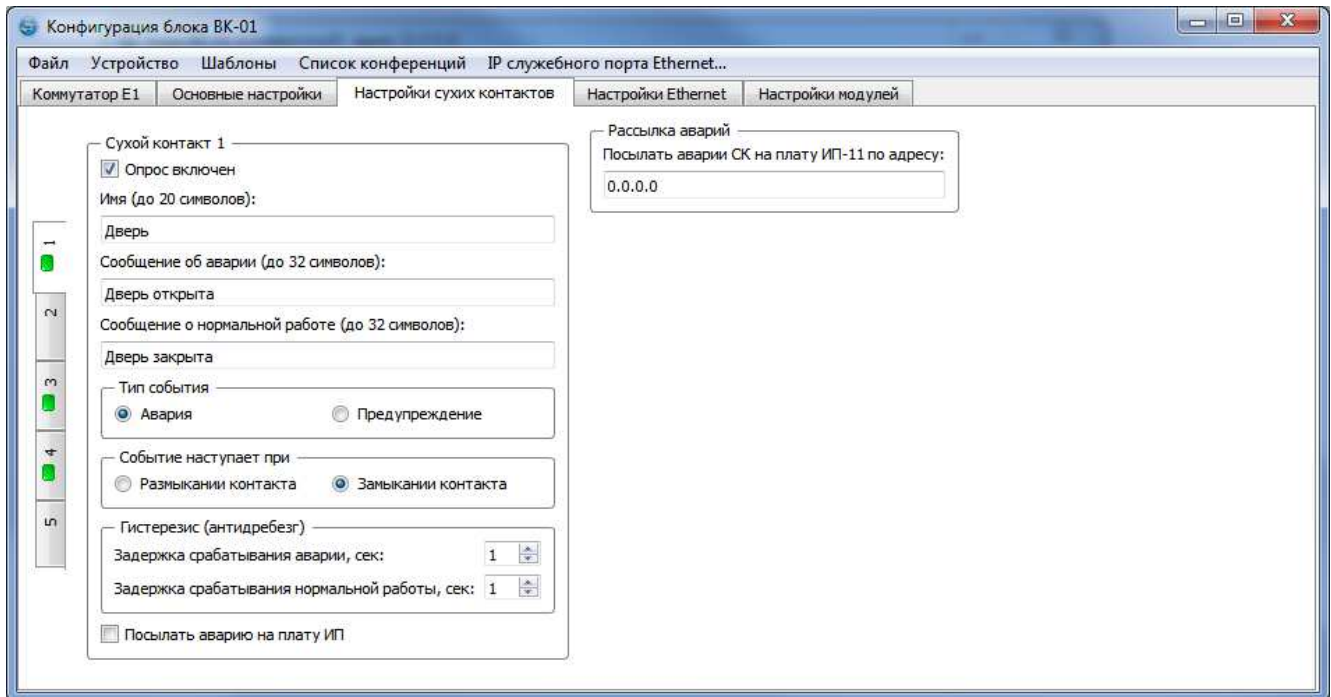 Конфигурация блока ВК-01
Файл Устройство Шаблоны Список конференций IP служебного порта Ethernet...
Коммутатор E1 Основные настройки Настройки сухих контактов Настройки Ethernet Настройки модулей
1
2
3
4
5
Сухой контакт 1
Опрос включен
Имя (до 20 символов):
Дверь
Сообщение об аварии (до 32 символов):
Дверь открыта
Сообщение о нормальной работе (до 32 символов):
Дверь закрыта
Тип события
Авария Предупреждение
Событие наступает при
Размыкании контакта Замыкании контакта
Гистерезис (антидребезг)
Задержка срабатывания аварии, сек: 1
Задержка срабатывания нормальной работы, сек: 1
Посылать аварию на плату ИП
Рассылка аварий
Посылать аварии СК на плату ИП-11 по адресу:
0.0.0.0